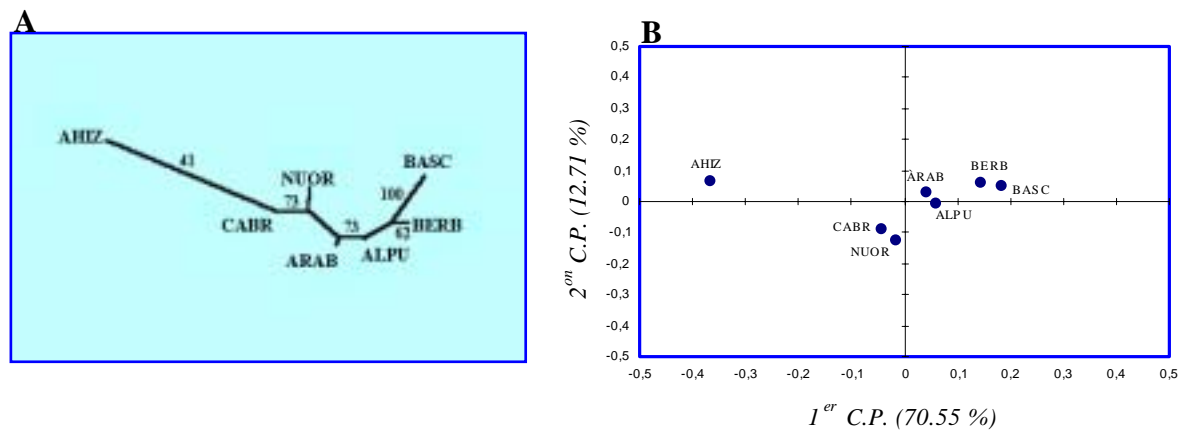 A
AHIZ
41
NUOR
73
CABR
ARAB
73
ALPU
100
BASC
BERB
62
B
0,5
0,4
0,3
0,2
0,1
0
-0,1
-0,2
-0,3
-0,4
-0,5
2on C.P. (12.71 %)
AHIZ
ARAB
BERB
BASC
ALPU
CABR
NUOR
-0,5 -0,4 -0,3 -0,2 -0,1 0 0,1 0,2 0,3 0,4 0,5
1er C.P. (70.55 %)